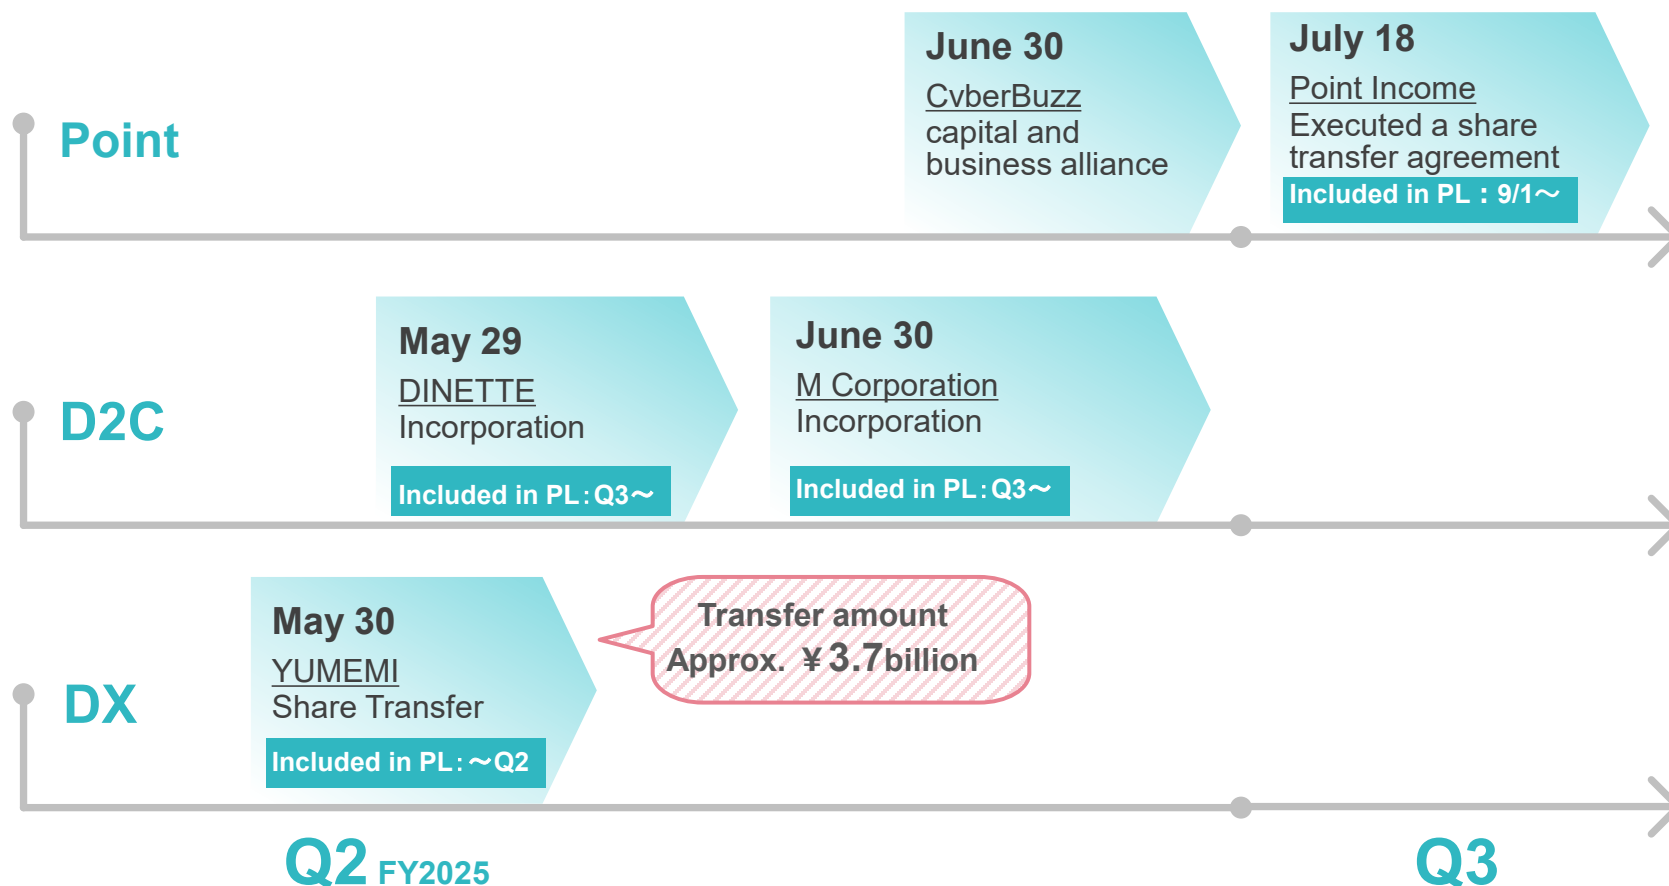 Point
June 30
CvberBuzz
capital and
business alliance
July 18
Point Income
Executed a share
transfer agreement
Included in PL：9/1～
D2C
May 29
DINETTE
Incorporation
Included in PL：Q3～
June 30
M Corporation
Incorporation
Included in PL：Q3～
DX
May 30
YUMEMI
Share Transfer
Included in PL：～Q2
Transfer amount
Approx. ￥3.7billion
Q2 FY2025
Q3